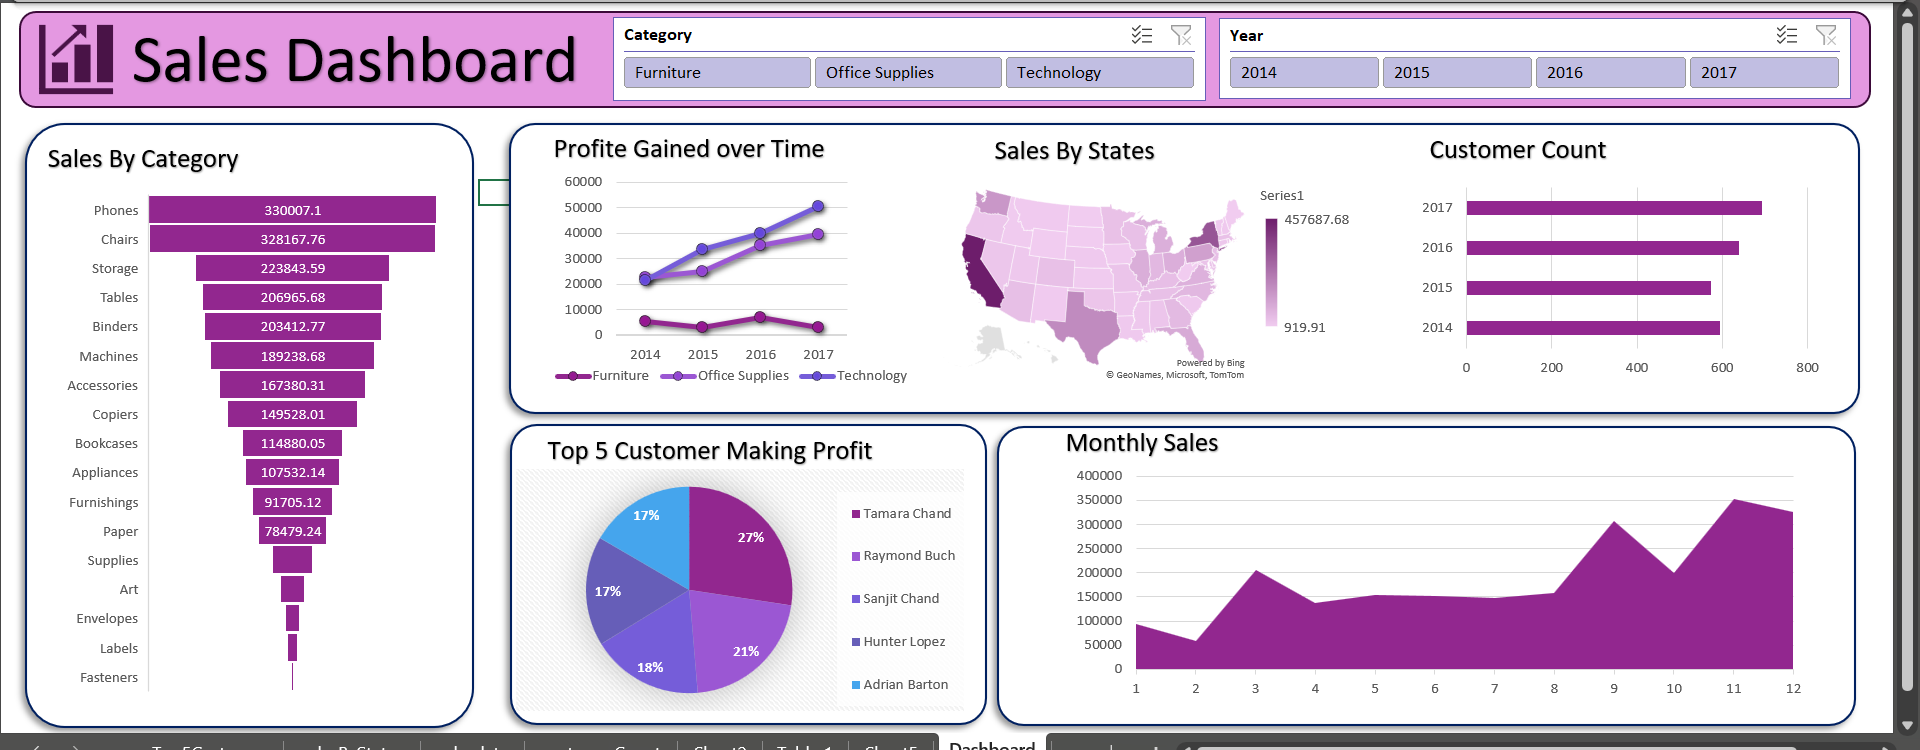 Sales Dashboard
Category
Furniture
Office Supplies
Technology
Year
2014
2015
2016
2017
Sales By Category
Phones 330007.1
Chairs 328167.76
Storage 223843.59
Tables 206965.68
Binders 203412.77
Machines 189238.68
Accessories 167380.31
Copiers 149528.01
Bookcases 114880.05
Appliances 107532.14
Furnishings 91705.12
Paper 78479.24
Supplies
Art
Envelopes
Labels
Fasteners
Profite Gained over Time
60000
50000
40000
30000
20000
10000
0
2014 2015 2016 2017
Furniture Office Supplies Technology
Sales By States
Series1
457687.68
919.91
Powered by Bing
© GeoNames, Microsoft, TomTom
Customer Count
2017
2016
2015
2014
0 200 400 600 800
Top 5 Customer Making Profit
27%
21%
18%
17%
17%
Tamara Chand
Raymond Buch
Sanjit Chand
Hunter Lopez
Adrian Barton
Monthly Sales
400000
350000
300000
250000
200000
150000
100000
50000
0
1 2 3 4 5 6 7 8 9 10 11 12
Dashboard